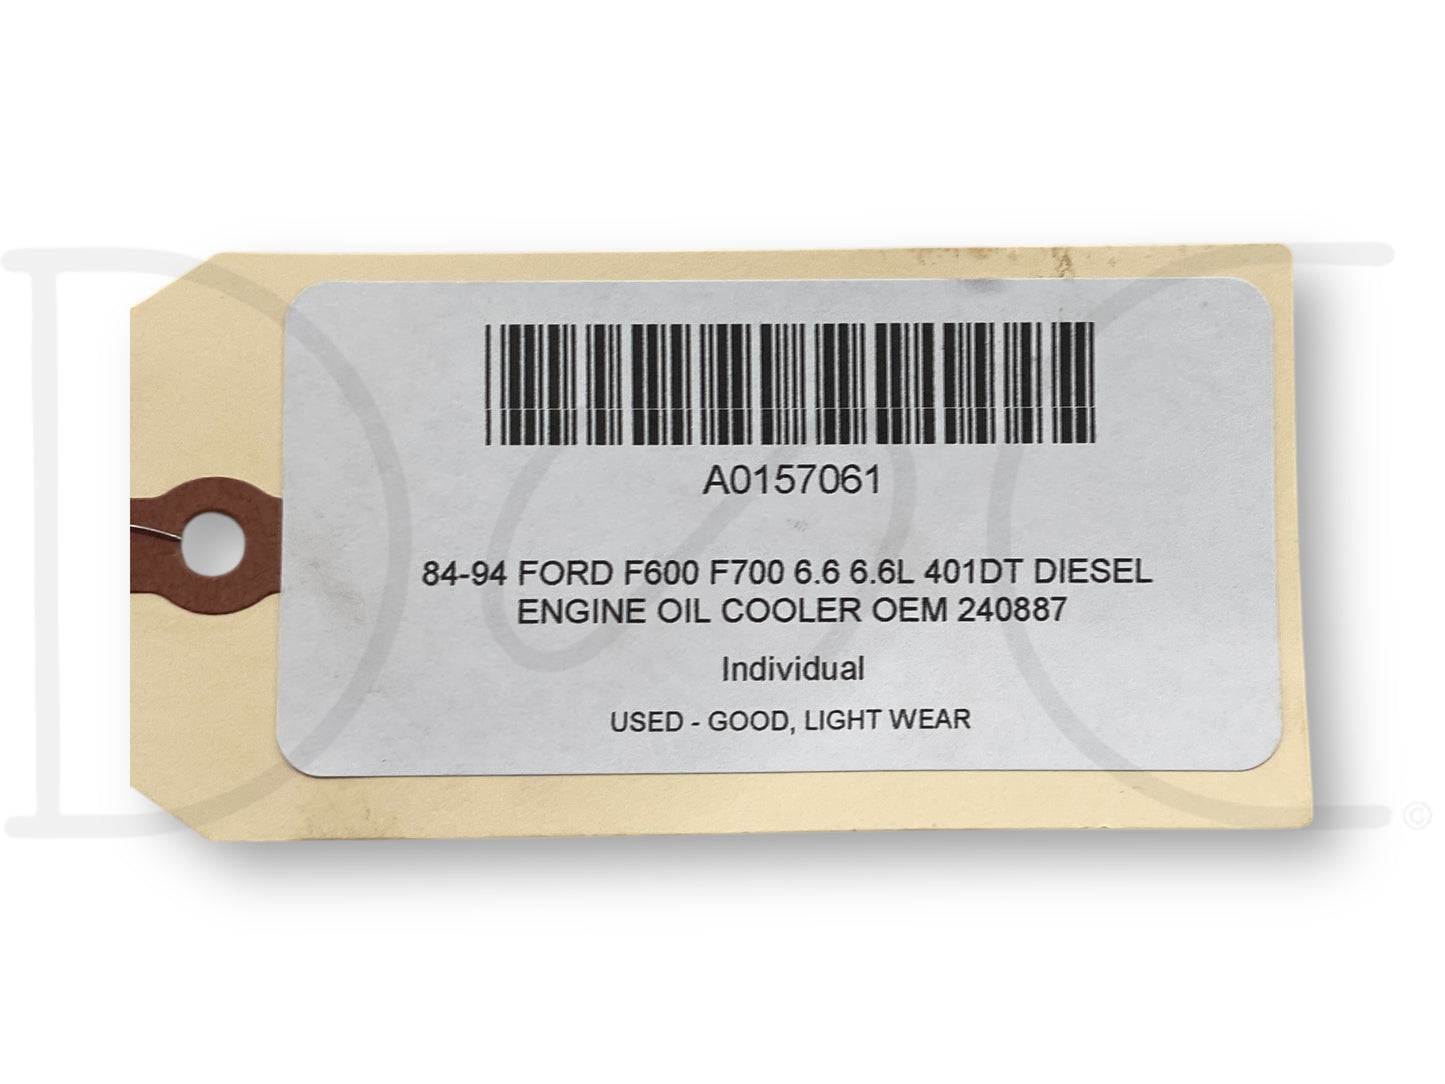 A0157061
84-94 FORD F600 F700 6.6 6.6L 401DT DIESEL
ENGINE OIL COOLER OEM 240887
Individual
USED - GOOD, LIGHT WEAR